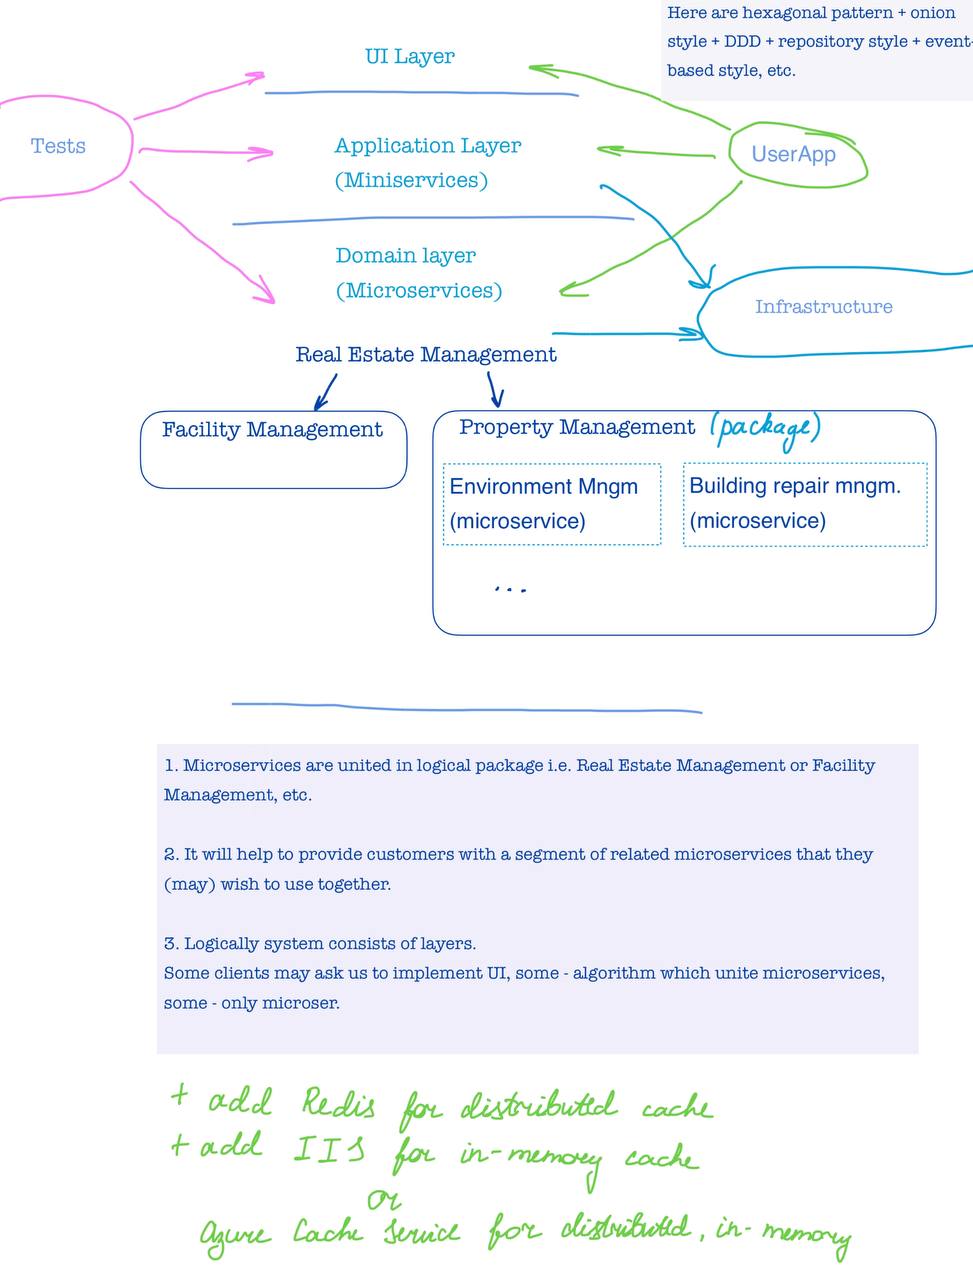 Here are hexagonal pattern + onion
style + DDD + repository style + event-
based style, etc.
UI Layer
Tests
Application Layer
(Miniservices)
UserApp
Domain layer
(Microservices)
Infrastructure
Real Estate Management
Facility Management
Property Management (package)
Environment Mngm
(microservice)
Building repair mngm.
(microservice)
...
1. Microservices are united in logical package i.e. Real Estate Management or Facility
Management, etc.
2. It will help to provide customers with a segment of related microservices that they
(may) wish to use together.
3. Logically system consists of layers.
Some clients may ask us to implement UI, some - algorithm which unite microservices,
some - only microser.
+ add Redis for distributed cache
+ add IIS for in-memory cache
or
Azure Cache Service for distributed, in-memory